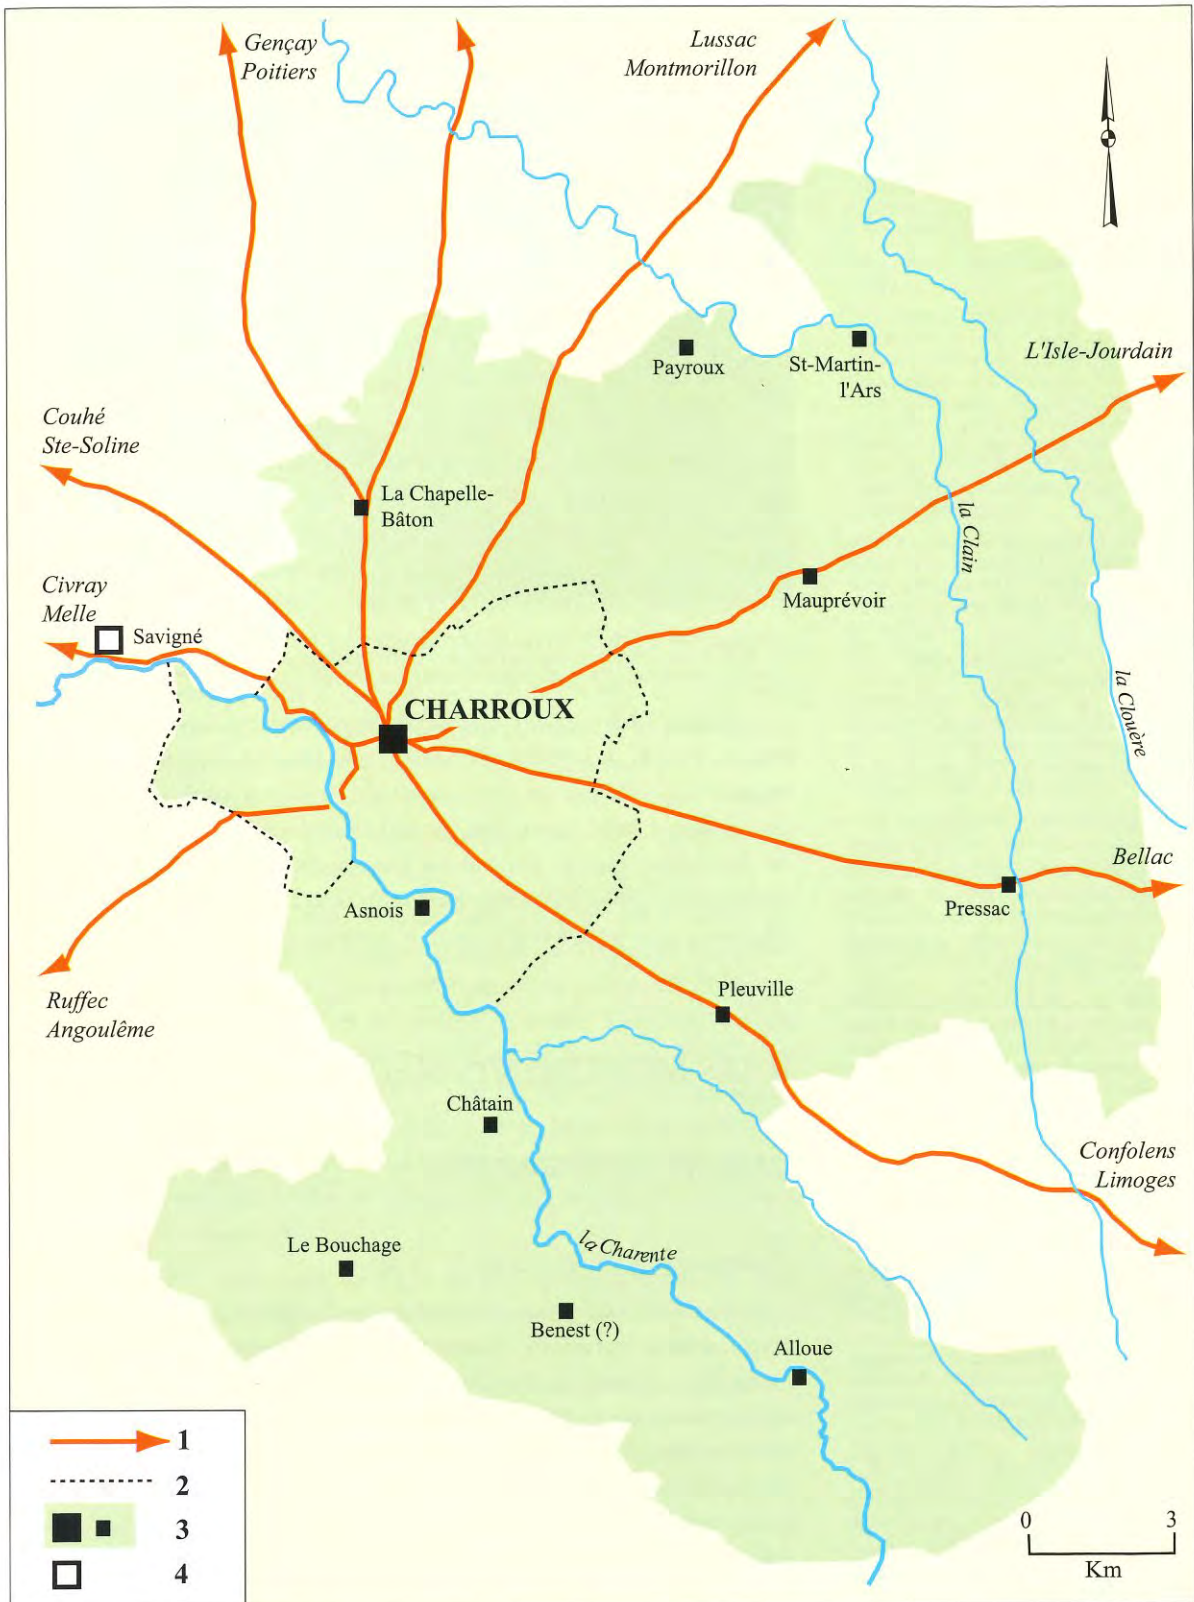 Gençay
Poitiers
Lussac
Montmorillon
L'Isle-Jourdain
Payroux
St-Martin-
l'Ars
Couhé
Ste-Soline
La Chapelle-
Bâton
la Clain
Civray
Melle
Savigné
Mauprévoir
la Clouère
CHARROUX
Bellac
Asnois
Pressac
Ruffec
Angoulême
Pleuville
Châtain
Confolens
Limoges
Le Bouchage
la Charente
Benest (?)
Alloue
1
2
3
4
0 3
Km